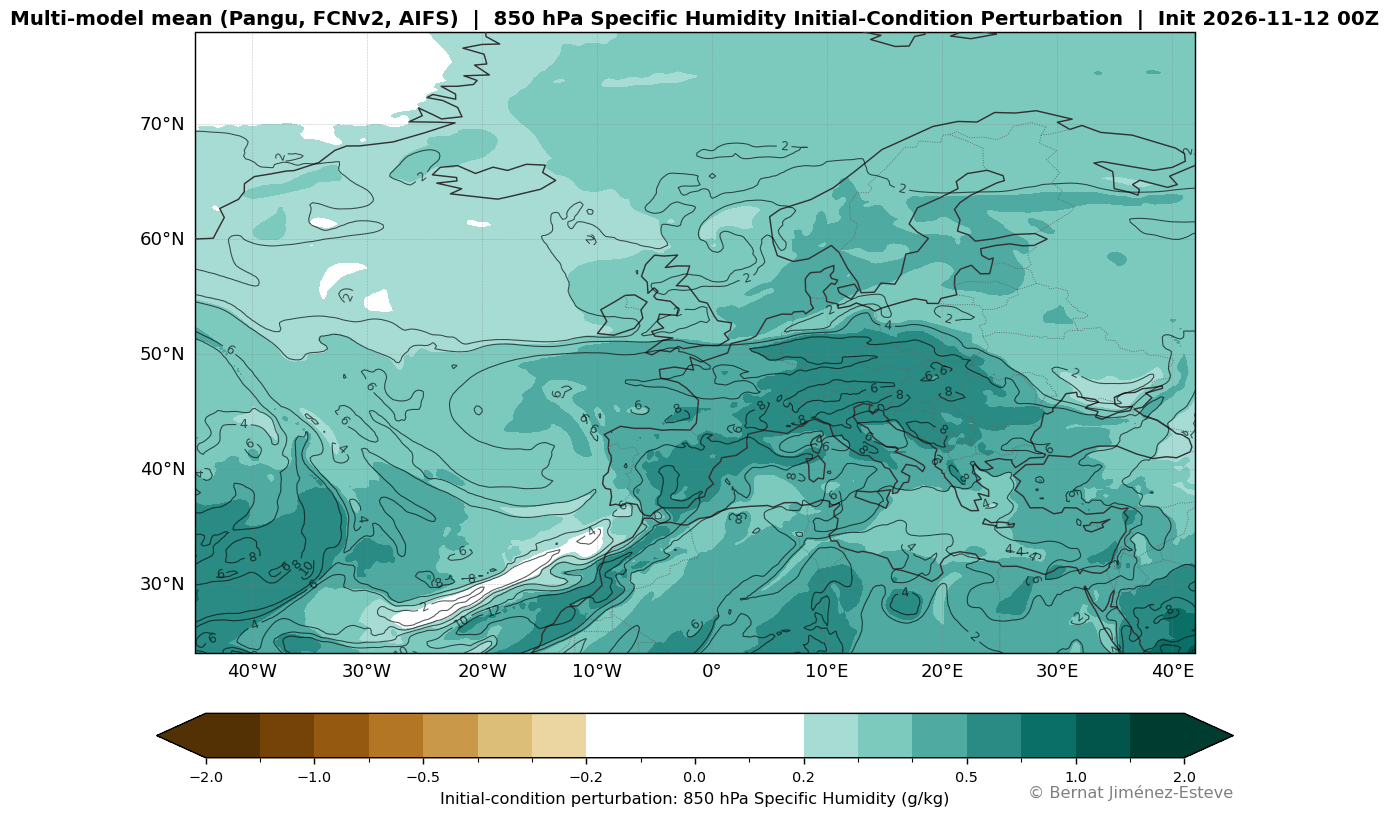 Multi-model mean (Pangu, FCNv2, AIFS) | 850 hPa Specific Humidity Initial-Condition Perturbation | Init 2026-11-12 00Z
70°N
60°N
50°N
40°N
30°N
40°W 30°W 20°W 10°W 0° 10°E 20°E 30°E 40°E
−2.0 −1.0 −0.5 −0.2 0.0 0.2 0.5 1.0 2.0
Initial-condition perturbation: 850 hPa Specific Humidity (g/kg)
© Bernat Jiménez-Esteve